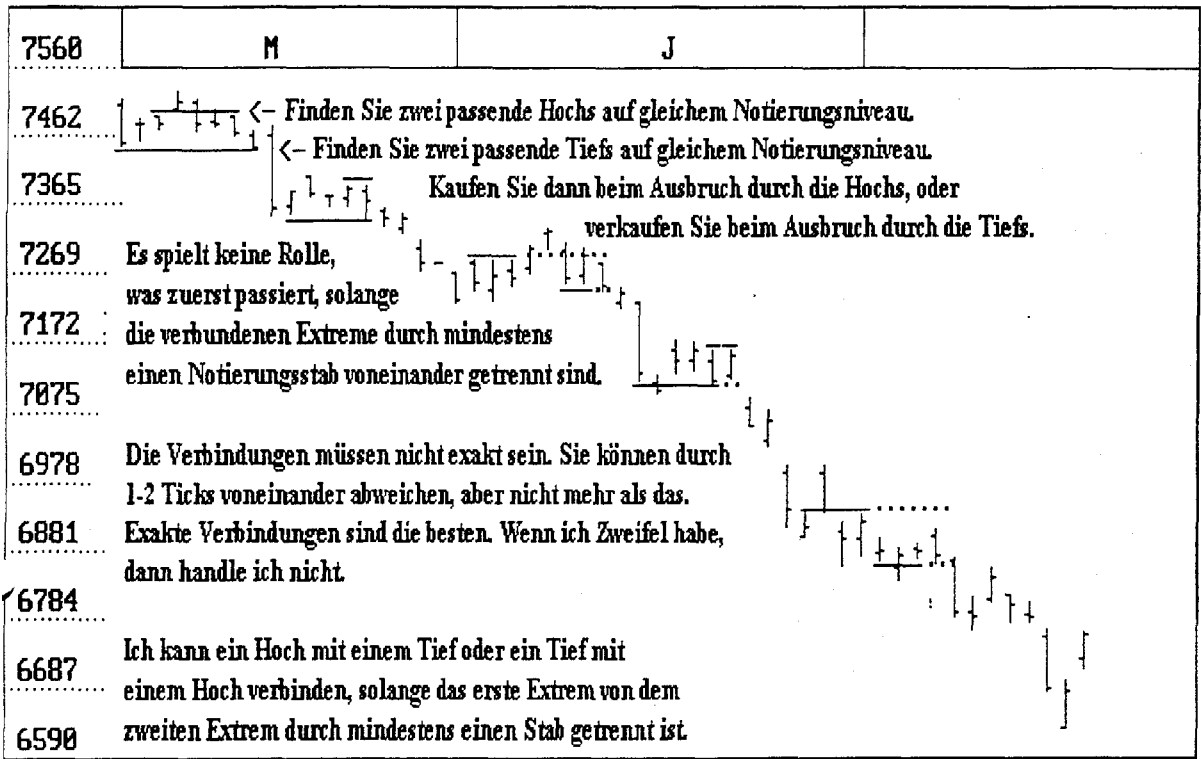 7560 M J
7462 <- Finden Sie zwei passende Hochs auf gleichem Notierungsniveau.
<- Finden Sie zwei passende Tiefs auf gleichem Notierungsniveau.
7365 Kaufen Sie dann beim Ausbruch durch die Hochs, oder
verkaufen Sie beim Ausbruch durch die Tiefs.
7269 Es spielt keine Rolle,
was zuerst passiert, solange
7172 die verbundenen Extreme durch mindestens
einen Notierungsstab voneinander getrennt sind.
7075
6978 Die Verbindungen müssen nicht exakt sein. Sie können durch
1-2 Ticks voneinander abweichen, aber nicht mehr als das.
6881 Exakte Verbindungen sind die besten. Wenn ich Zweifel habe,
dann handle ich nicht.
6784
6687 Ich kann ein Hoch mit einem Tief oder ein Tief mit
einem Hoch verbinden, solange das erste Extrem von dem
6590 zweiten Extrem durch mindestens einen Stab getrennt ist.